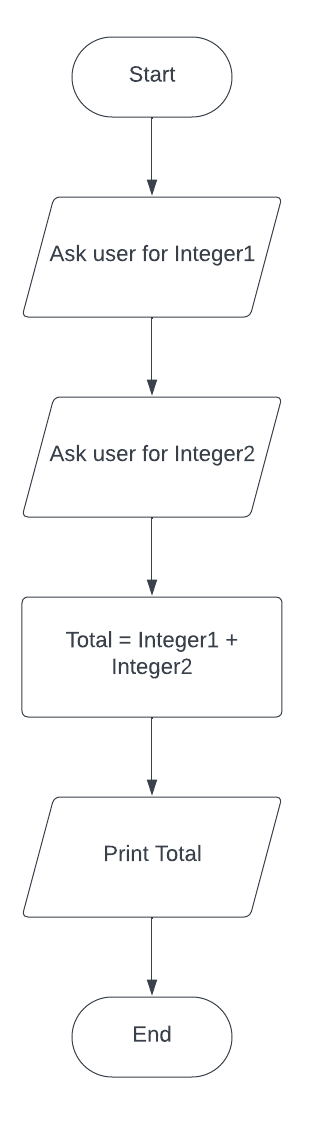 Start
Ask user for Integer1
Ask user for Integer2
Total = Integer1 +
Integer2
Print Total
End